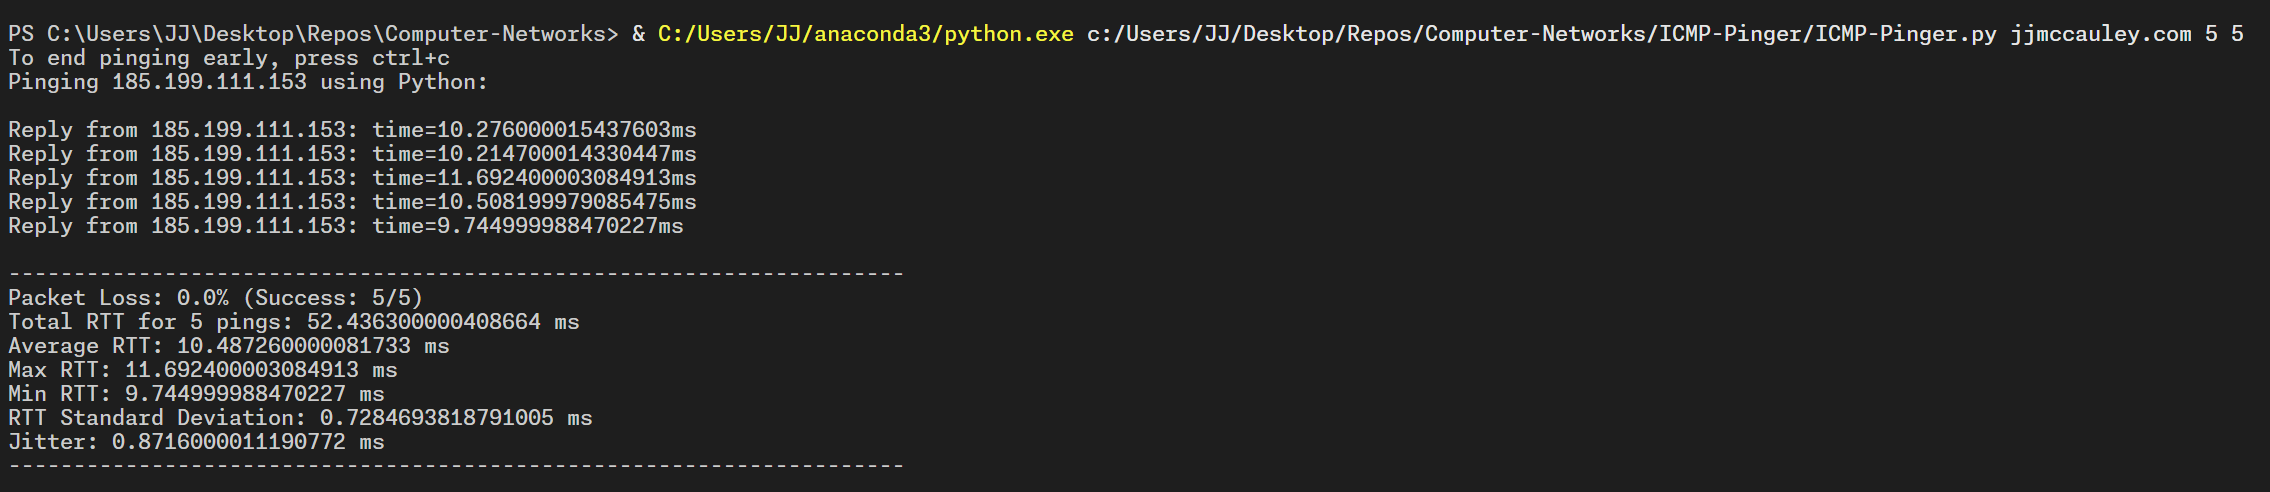 PS C:\Users\JJ\Desktop\Repos\Computer-Networks> & C:/Users/JJ/anaconda3/python.exe c:/Users/JJ/Desktop/Repos/Computer-Networks/ICMP-Pinger/ICMP-Pinger.py jjmccauley.com 5 5
To end pinging early, press ctrl+c
Pinging 185.199.111.153 using Python:
Reply from 185.199.111.153: time=10.276000015437603ms
Reply from 185.199.111.153: time=10.214700014330447ms
Reply from 185.199.111.153: time=11.692400003084913ms
Reply from 185.199.111.153: time=10.508199979085475ms
Reply from 185.199.111.153: time=9.744999988470227ms
---------------------------------------------------------------------
Packet Loss: 0.0% (Success: 5/5)
Total RTT for 5 pings: 52.436300000408664 ms
Average RTT: 10.487260000081733 ms
Max RTT: 11.692400003084913 ms
Min RTT: 9.744999988470227 ms
RTT Standard Deviation: 0.7284693818791005 ms
Jitter: 0.8716000011190772 ms
---------------------------------------------------------------------